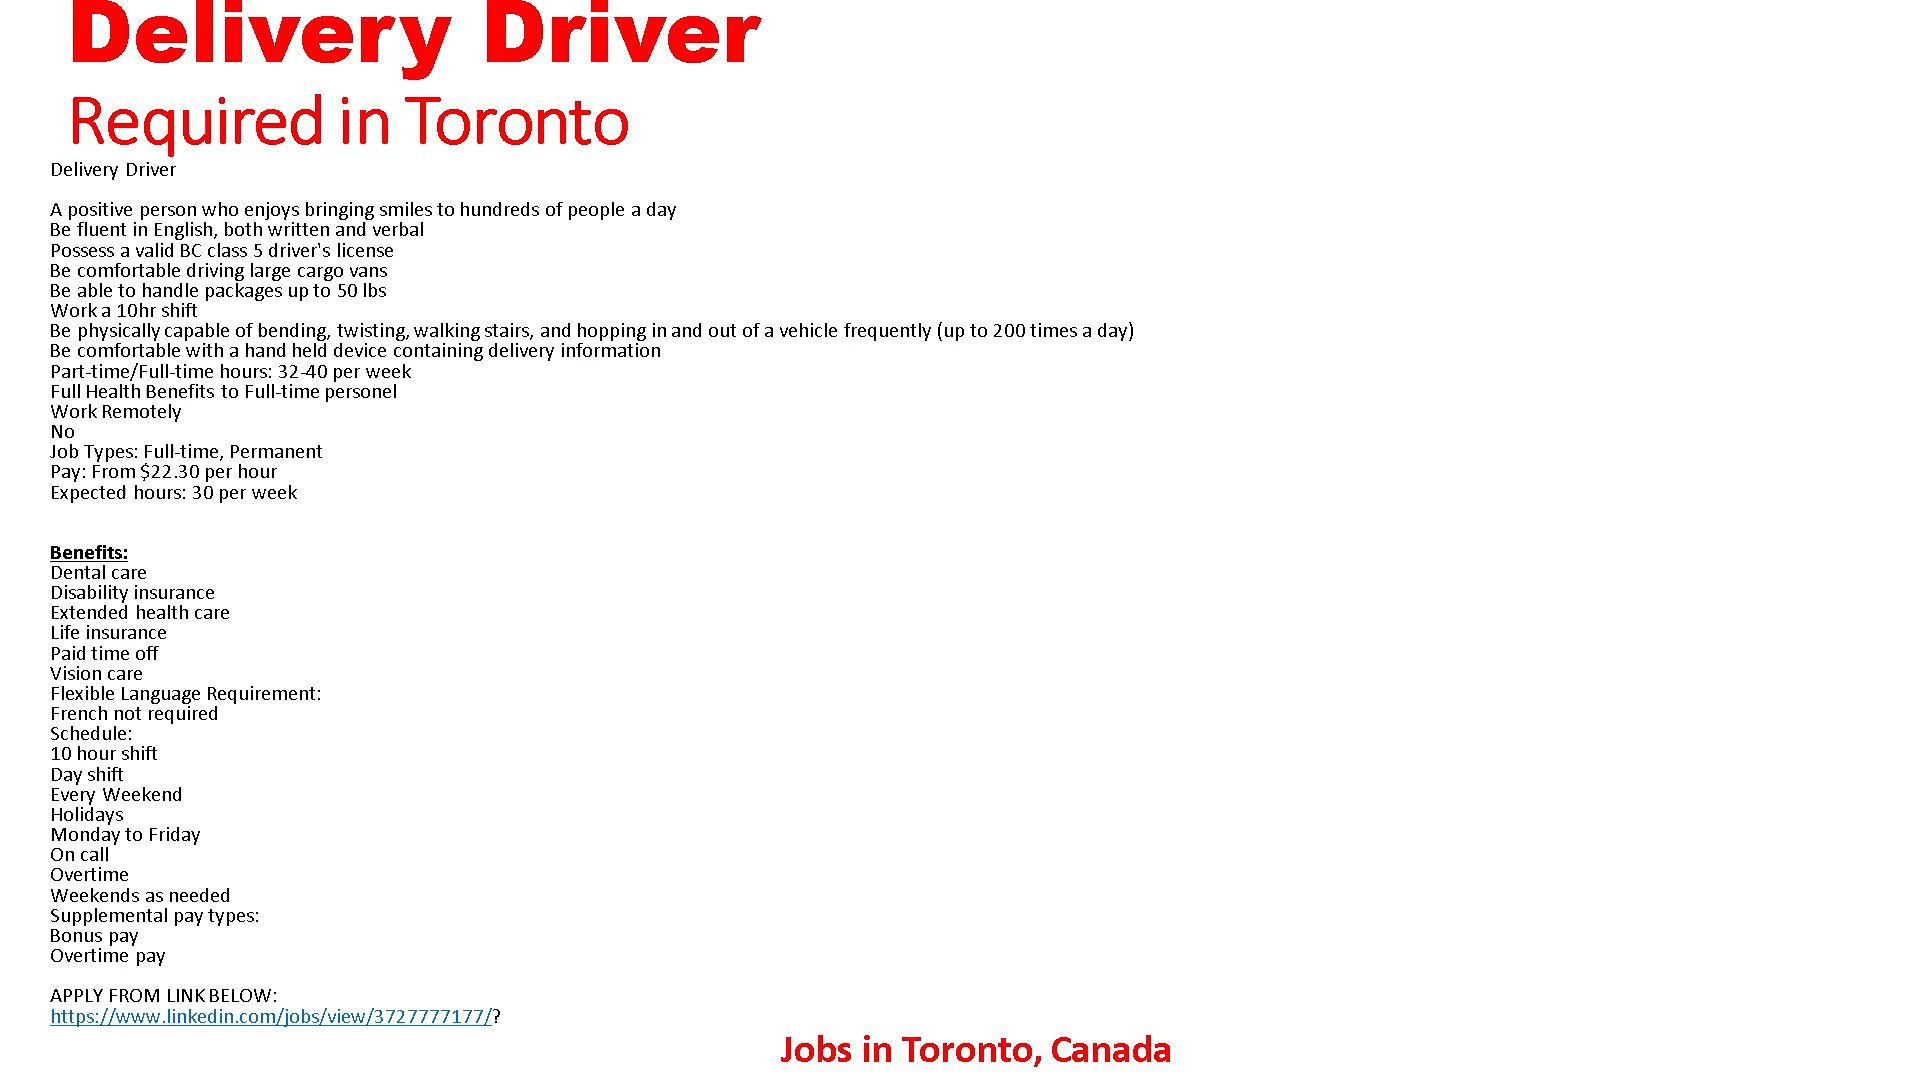 Delivery Driver
Required in Toronto
Delivery Driver
A positive person who enjoys bringing smiles to hundreds of people a day
Be fluent in English, both written and verbal
Possess a valid BC class 5 driver's license
Be comfortable driving large cargo vans
Be able to handle packages up to 50 lbs
Work a 10hr shift
Be physically capable of bending, twisting, walking stairs, and hopping in and out of a vehicle frequently (up to 200 times a day)
Be comfortable with a hand held device containing delivery information
Part-time/Full-time hours: 32-40 per week
Full Health Benefits to Full-time personel
Work Remotely
No
Job Types: Full-time, Permanent
Pay: From $22.30 per hour
Expected hours: 30 per week
Benefits:
Dental care
Disability insurance
Extended health care
Life insurance
Paid time off
Vision care
Flexible Language Requirement:
French not required
Schedule:
10 hour shift
Day shift
Every Weekend
Holidays
Monday to Friday
On call
Overtime
Weekends as needed
Supplemental pay types:
Bonus pay
Overtime pay
APPLY FROM LINK BELOW:
https://www.linkedin.com/jobs/view/3727777177/?
Jobs in Toronto, Canada